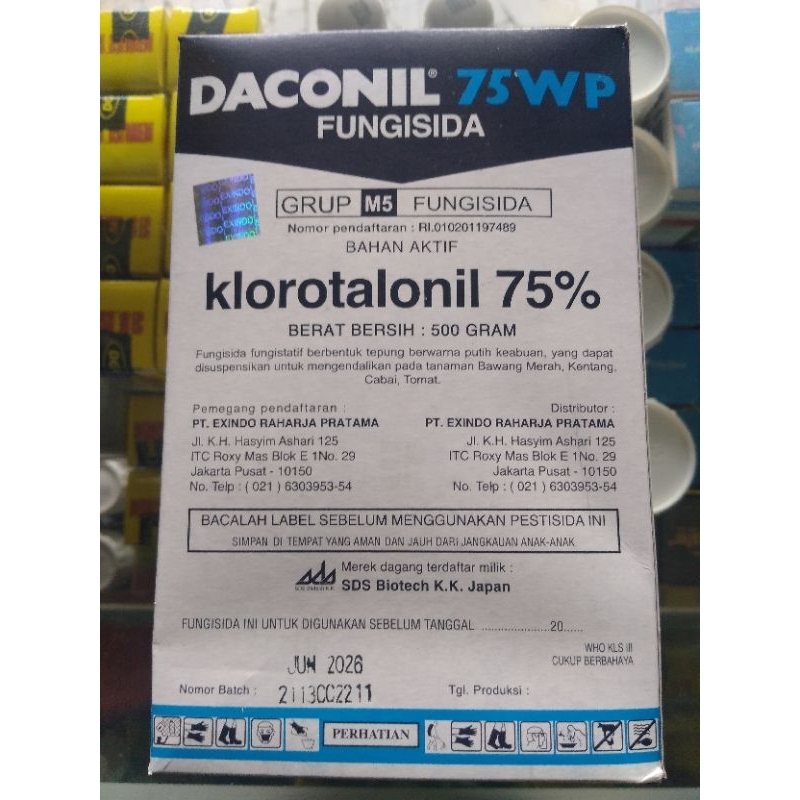 DACONIL® 75WP
FUNGISIDA
GRUP M5 FUNGISIDA
Nomor pendaftaran : RI.010201197489
BAHAN AKTIF
klorotalonil 75%
BERAT BERSIH : 500 GRAM
Fungisida fungistatif berbentuk tepung berwarna putih keabuan, yang dapat
disuspensikan untuk mengendalikan pada tanaman Bawang Merah, Kentang,
Cabai, Tomat.
Pemegang pendaftaran :
PT. EXINDO RAHARJA PRATAMA
Jl. K.H. Hasyim Ashari 125
ITC Roxy Mas Blok E 1No. 29
Jakarta Pusat - 10150
No. Telp : ( 021 ) 6303953-54
Distributor :
PT. EXINDO RAHARJA PRATAMA
Jl. K.H. Hasyim Ashari 125
ITC Roxy Mas Blok E 1No. 29
Jakarta Pusat - 10150
No. Telp : ( 021 ) 6303953-54
BACALAH LABEL SEBELUM MENGGUNAKAN PESTISIDA INI
SIMPAN DI TEMPAT YANG AMAN DAN JAUH DARI JANGKAUAN ANAK-ANAK
sds Merek dagang terdaftar milik :
SDS Biotech K.K. Japan
FUNGISIDA INI UNTUK DIGUNAKAN SEBELUM TANGGAL ......................20......
WHO KLS III
CUKUP BERBAHAYA
JUN 2026
Nomor Batch : 2113CC2211 Tgl. Produksi :
PERHATIAN